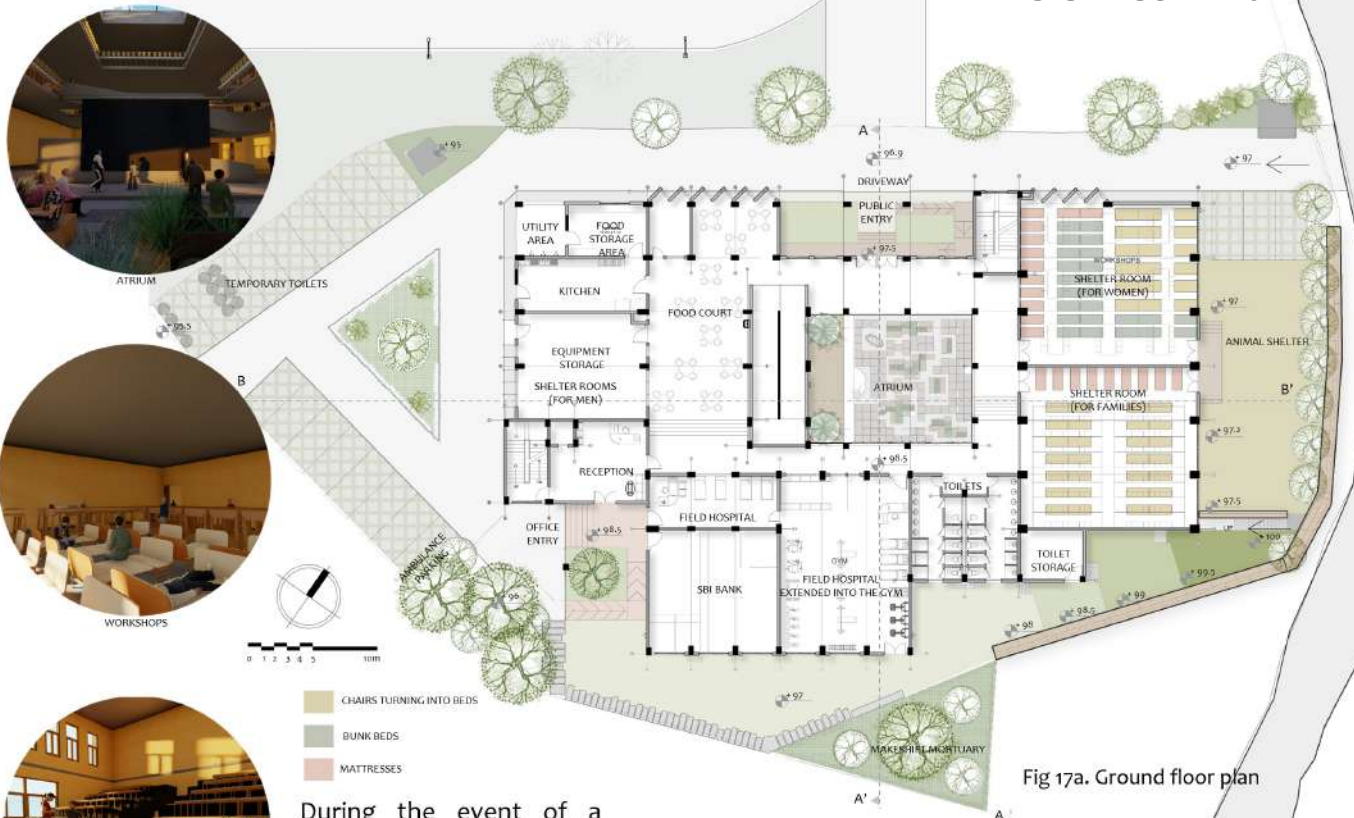 + 95
A
+ 96.9
+ 97
DRIVEWAY
PUBLIC
ENTRY
+ 97.5
UTILITY
AREA
FOOD
STORAGE
AREA
WORKSHOPS
SHELTER ROOM
(FOR WOMEN)
ATRIUM
TEMPORARY TOILETS
KITCHEN
FOOD COURT
+ 97
+ 95.5
ANIMAL SHELTER
EQUIPMENT
STORAGE
SHELTER ROOMS
(FOR MEN)
ATRIUM
B
B'
SHELTER ROOM
(FOR FAMILIES)
+ 97.2
RECEPTION
+ 98.5
TOILETS
+ 97.5
OFFICE
ENTRY
+ 98.5
FIELD HOSPITAL
UP
+ 100
AMBULANCE
PARKING
TOILET
STORAGE
GYM
SBI BANK
FIELD HOSPITAL
EXTENDED INTO THE GYM
+ 99.5
+ 96
+ 99
+ 98.5
+ 98
WORKSHOPS
0 1 2 3 4 5 10m
+ 97
CHAIRS TURNING INTO BEDS
BUNK BEDS
MATTRESSES
MAKESHIFT MORTUARY
Fig 17a. Ground floor plan
A'
A
During the event of a